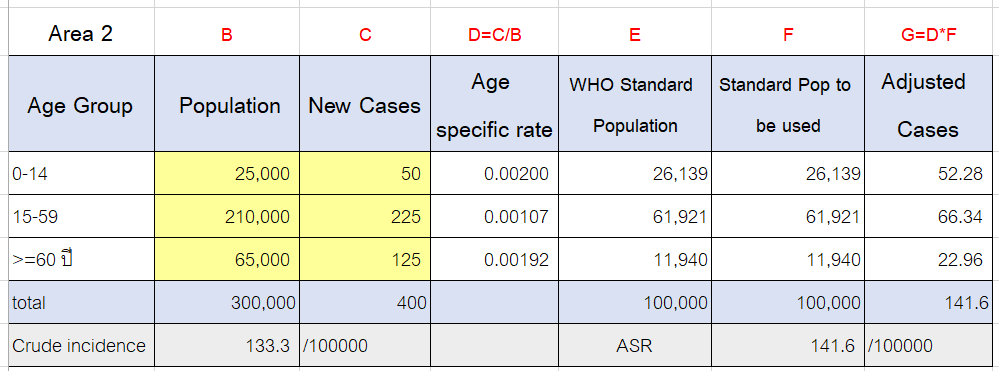 Area 2 B C D=C/B E F G=D*F
Age Group Population New Cases Age specific rate WHO Standard Population Standard Pop to be used Adjusted Cases
0-14 25,000 50 0.00200 26,139 26,139 52.28
15-59 210,000 225 0.00107 61,921 61,921 66.34
>=60 ปี 65,000 125 0.00192 11,940 11,940 22.96
total 300,000 400 100,000 100,000 141.6
Crude incidence 133.3 /100000 ASR 141.6 /100000